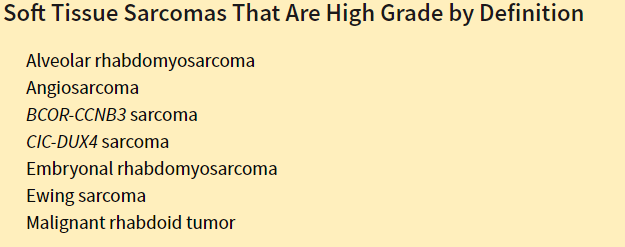 Soft Tissue Sarcomas That Are High Grade by Definition
Alveolar rhabdomyosarcoma
Angiosarcoma
BCOR-CCNB3 sarcoma
CIC-DUX4 sarcoma
Embryonal rhabdomyosarcoma
Ewing sarcoma
Malignant rhabdoid tumor